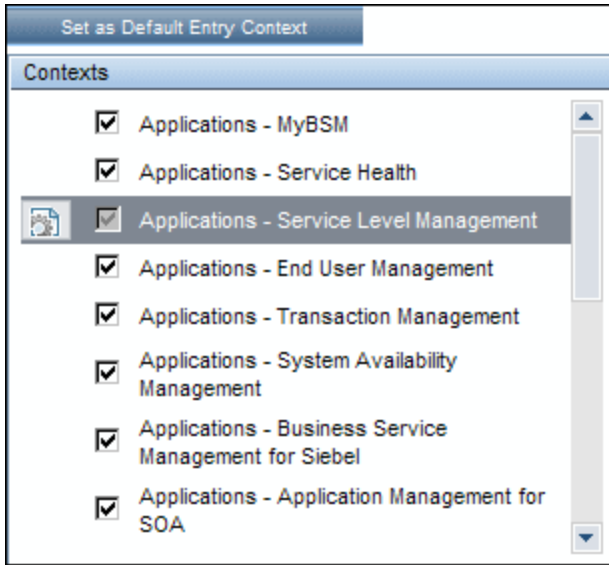 Set as Default Entry Context
Contexts
Applications - MyBSM
Applications - Service Health
Applications - Service Level Management
Applications - End User Management
Applications - Transaction Management
Applications - System Availability
Management
Applications - Business Service
Management for Siebel
Applications - Application Management for
SOA